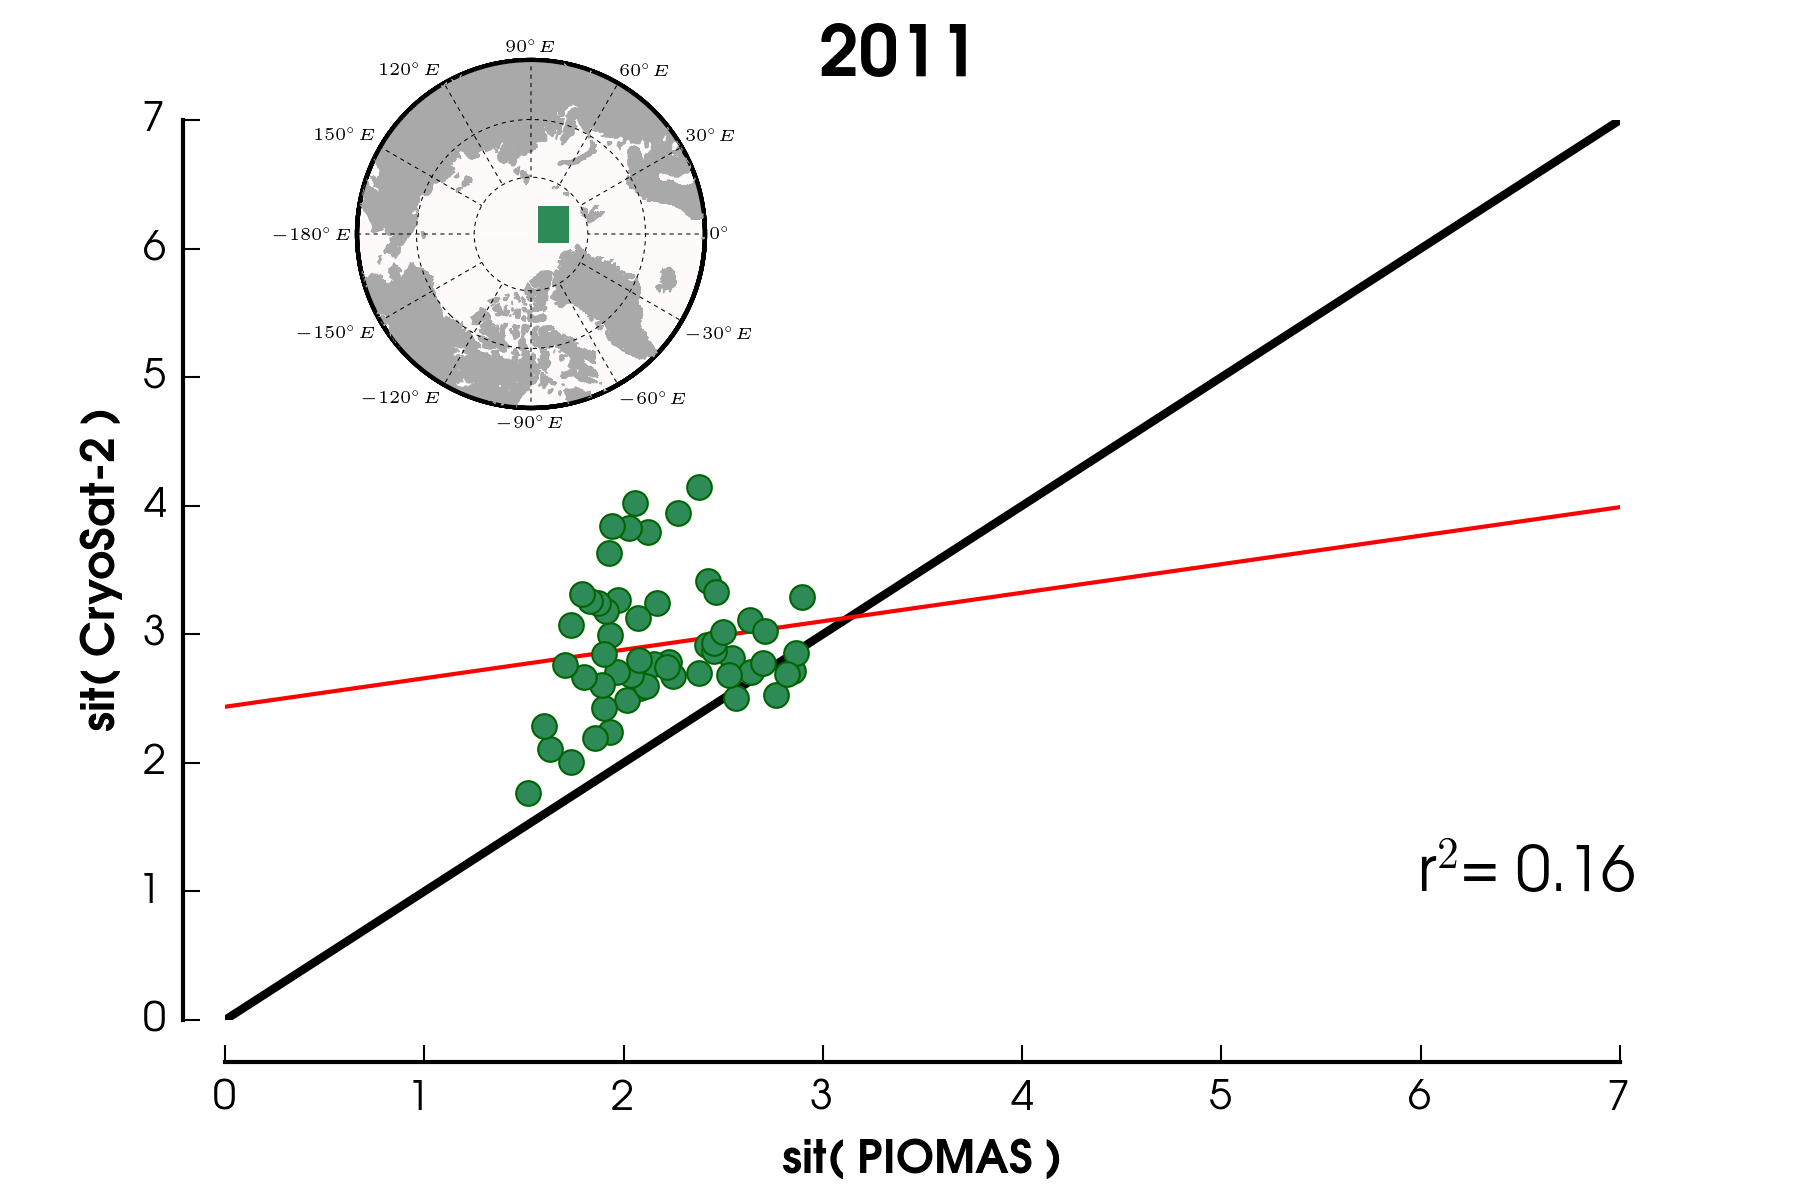 2011
90° E
120° E
60° E
150° E
30° E
−180° E
0°
−150° E
−30° E
−120° E
−60° E
−90° E
7
6
5
4
3
2
1
0
sit( CryoSat-2 )
r²= 0.16
0 1 2 3 4 5 6 7
sit( PIOMAS )